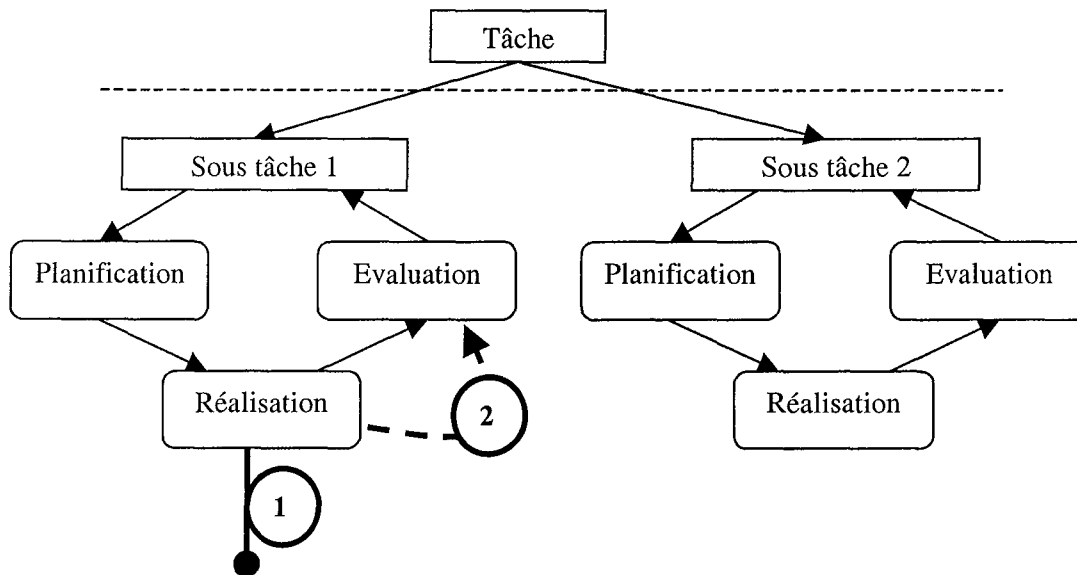 Tâche
Sous tâche 1
Sous tâche 2
Planification
Evaluation
Planification
Evaluation
Réalisation
Réalisation
2
1